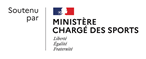 Soutenu
par
MINISTÈRE
CHARGÉ DES SPORTS
Liberté
Égalité
Fraternité